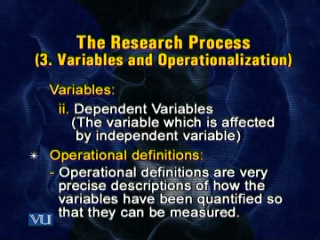 The Research Process
(3. Variables and Operationalization)
Variables:
ii. Dependent Variables
(The variable which is affected
by independent variable)
✴ Operational definitions:
- Operational definitions are very
precise descriptions of how the
variables have been quantified so
that they can be measured.
VU